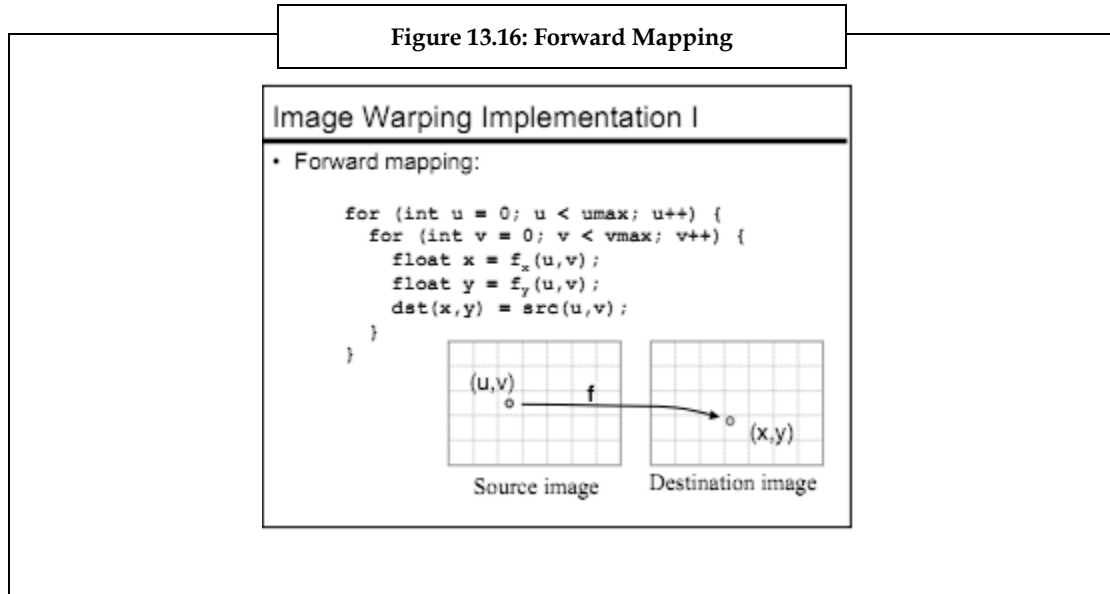 Figure 13.16: Forward Mapping
Image Warping Implementation I
• Forward mapping:
for (int u = 0; u < umax; u++) {
for (int v = 0; v < vmax; v++) {
float x = fx(u,v);
float y = fy(u,v);
dst(x,y) = src(u,v);
}
}
(u,v)
f
(x,y)
Source image
Destination image